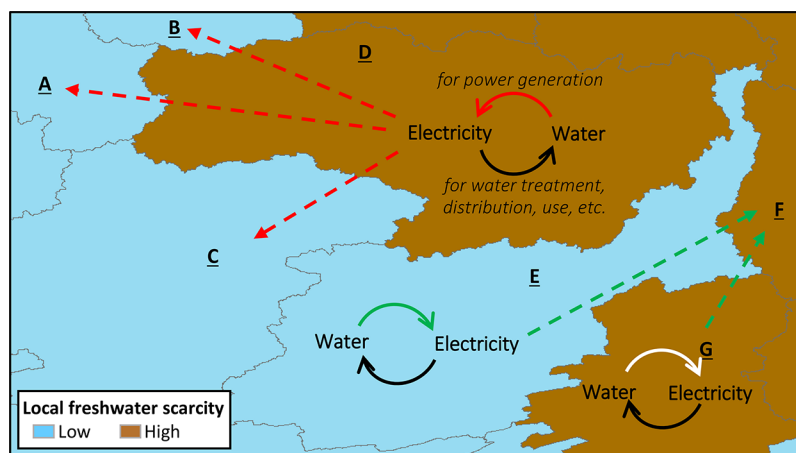 B
D
A
for power generation
Electricity
Water
for water treatment,
distribution, use, etc.
F
C
E
Water
Electricity
G
Water
Electricity
Local freshwater scarcity
Low
High